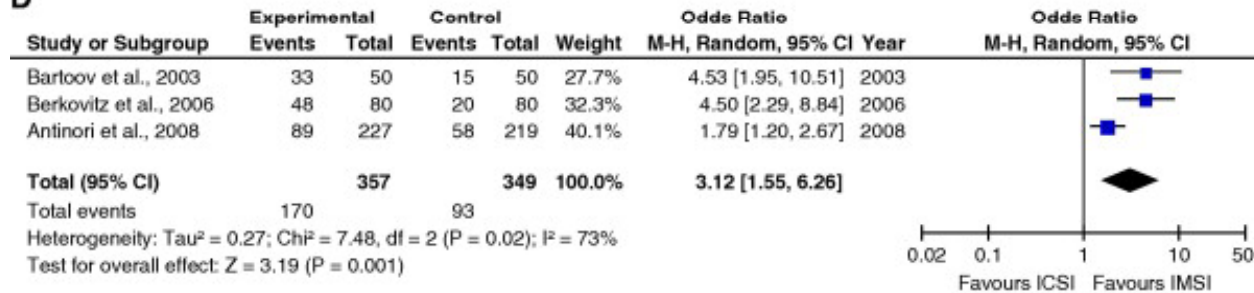 Experimental Control Odds Ratio Odds Ratio
Study or Subgroup Events Total Events Total Weight M-H, Random, 95% CI Year M-H, Random, 95% CI
Bartoov et al., 2003 33 50 15 50 27.7% 4.53 [1.95, 10.51] 2003
Berkovitz et al., 2006 48 80 20 80 32.3% 4.50 [2.29, 8.84] 2006
Antinori et al., 2008 89 227 58 219 40.1% 1.79 [1.20, 2.67] 2008
Total (95% CI) 357 349 100.0% 3.12 [1.55, 6.26]
Total events 170 93
Heterogeneity: Tau² = 0.27; Chi² = 7.48, df = 2 (P = 0.02); I² = 73%
Test for overall effect: Z = 3.19 (P = 0.001)
0.02 0.1 1 10 50
Favours ICSI Favours IMSI